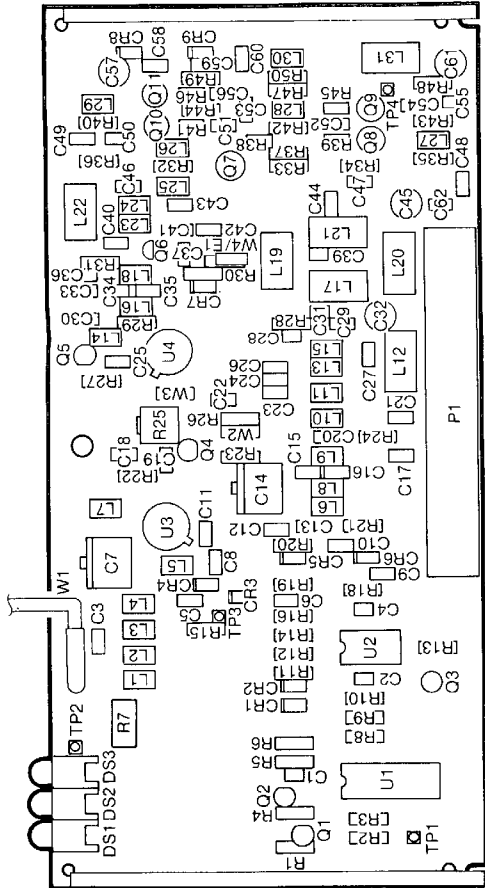 CR8
C58
CR9
C57
C59
C60
L30
L31
C61
R49
R50
R47
R48
Q11
R46
C56
R44
C53
L29
[R40]
Q10
R41
C51
L28
R45
Q9
TP4
C54
C55
[R42]
C52
[R43]
C49
C50
L26
R38
R39
Q8
L27
[R36]
[R32]
Q7
R37
R33
[R34]
[R35]
C48
C46
L25
C47
L22
L24
L23
C43
C44
C45
C62
C40
C41
C42
L21
Q6
W4/E1
C37
L19
C39
L20
R31
C36
L18
R30
C33
C34
C35
CR7
L17
C30
L16
R29
R28
C31
C29
C32
L14
Q5
U4
C28
L15
[R27]
C25
L13
C27
L12
[W3]
C26
C24
C23
L11
C22
R26
C21
R25
W2
L10
C18
C19
Q4
C20
[R24]
P1
[R22]
R23
C15
L9
C14
C16
C17
L8
L6
L7
U3
C11
C12
C13
[R21]
R20
C10
C7
L5
C8
CR5
CR6
CR4
C9
W1
CR3
[R19]
[R18]
L4
C5
C6
C4
C3
L3
R15
TP3
[R16]
[R14]
U2
L2
[R12]
[R13]
L1
[R11]
CR2
C2
CR1
[R10]
Q3
R7
[R9]
[R8]
TP2
R6
R5
DS3
C1
U1
DS2
Q2
R4
DS1
Q1
[R3]
[R2]
TP1
R1